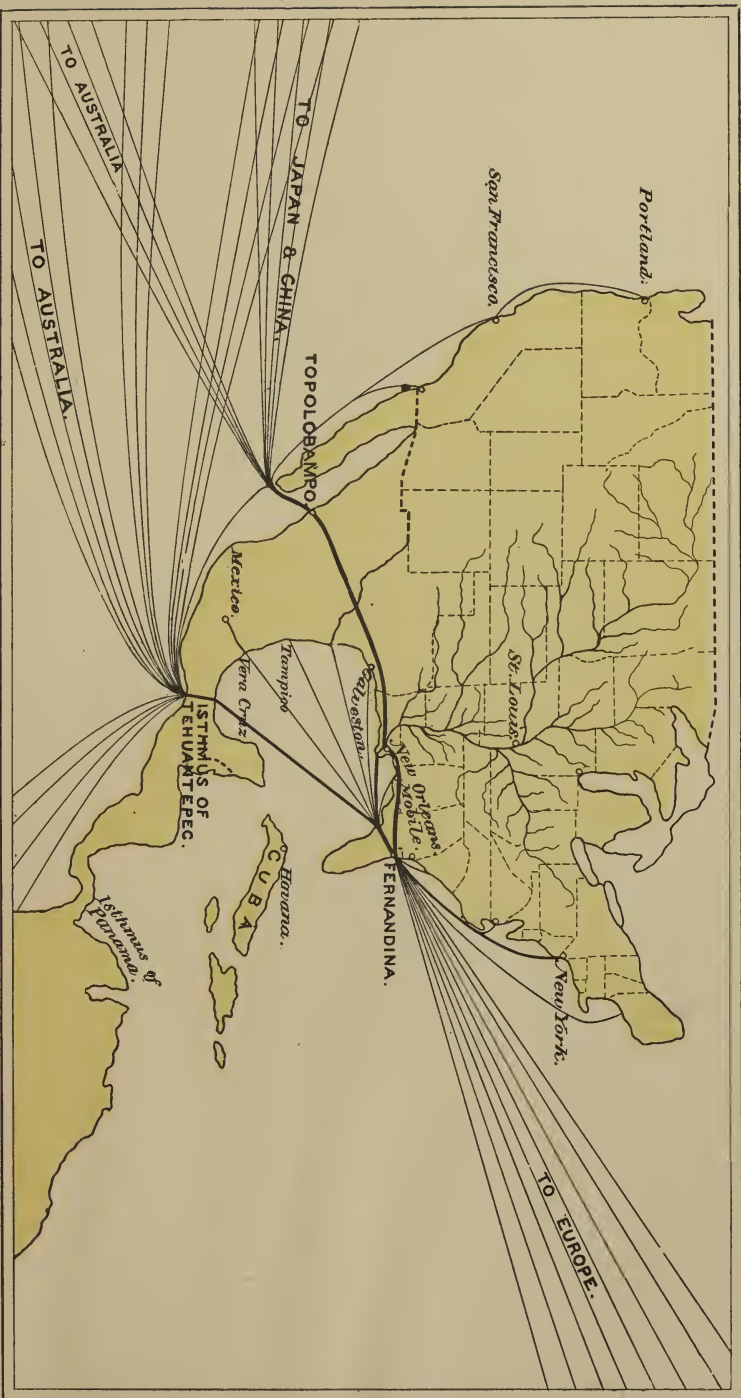 Portland.
San Francisco.
TO JAPAN & CHINA.
TO AUSTRALIA
TO AUSTRALIA.
TOPOLOBAMPO.
St. Louis.
New York.
New Orleans.
Mobile.
Galveston.
FERNANDINA.
TO EUROPE.
Mexico.
Tampico
Vera Cruz
ISTHMUS OF
TEHUANTEPEC.
Havana.
CUBA
Isthmus of
Panama.